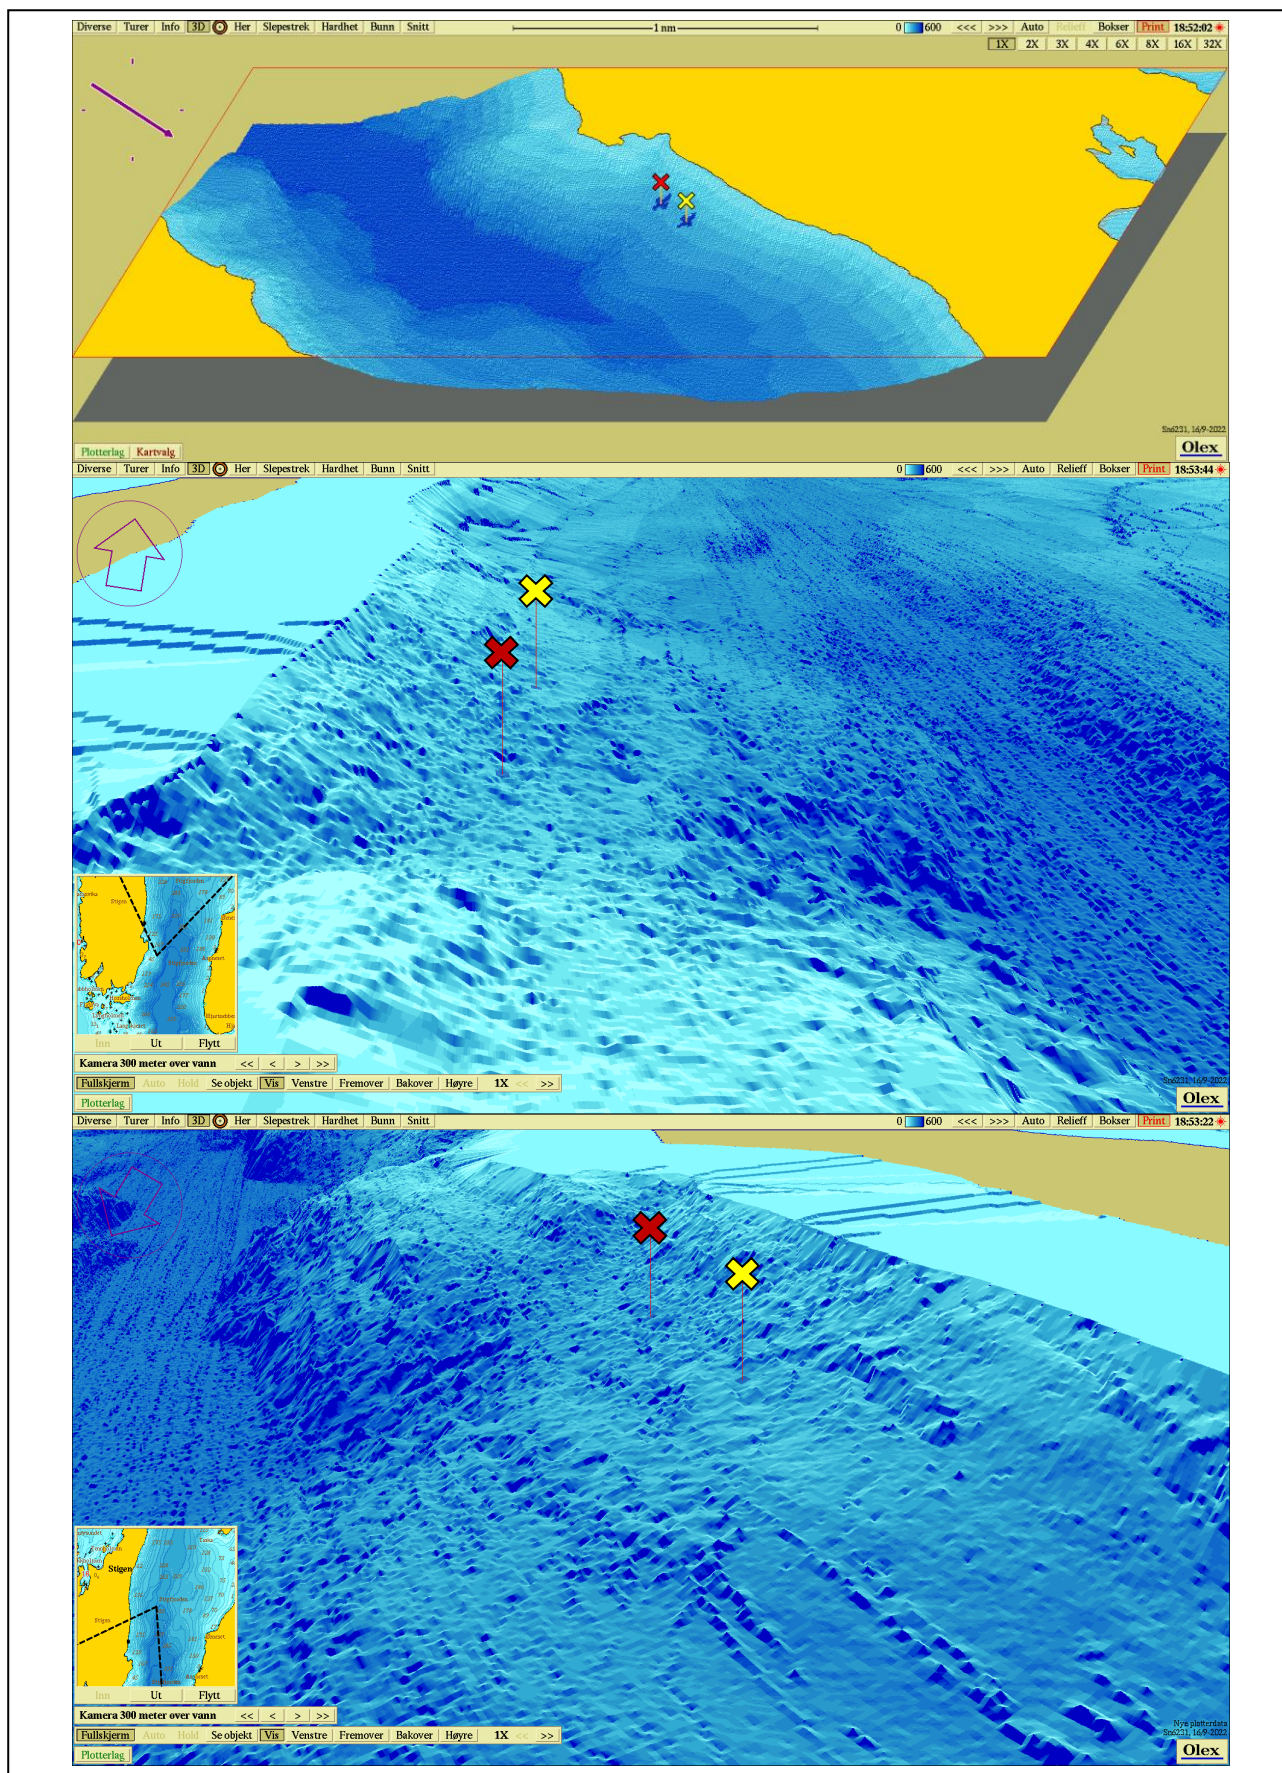 Diverse Turer Info 3D Her Slepestrek Hardhet Bunn Snitt 1 nm 0 600 <<< >>> Auto Relieff Bokser Print 18:52:02
1X 2X 3X 4X 6X 8X 16X 32X
Sn6231, 16/9-2022
Plotterlag Kartvalg Olex
Diverse Turer Info 3D Her Slepestrek Hardhet Bunn Snitt 0 600 <<< >>> Auto Relieff Bokser Print 18:53:44
Stigen
Inn Ut Flytt
Kamera 300 meter over vann << < > >>
Fullskjerm Auto Hold Se objekt Vis Venstre Fremover Bakover Høyre 1X << >>
Sn6231, 16/9-2022
Plotterlag Olex
Diverse Turer Info 3D Her Slepestrek Hardhet Bunn Snitt 0 600 <<< >>> Auto Relieff Bokser Print 18:53:22
Stigen
Stigen
Inn Ut Flytt
Kamera 300 meter over vann << < > >>
Fullskjerm Auto Hold Se objekt Vis Venstre Fremover Bakover Høyre 1X << >>
Nye plotterdata
Sn6231, 16/9-2022
Plotterlag Olex